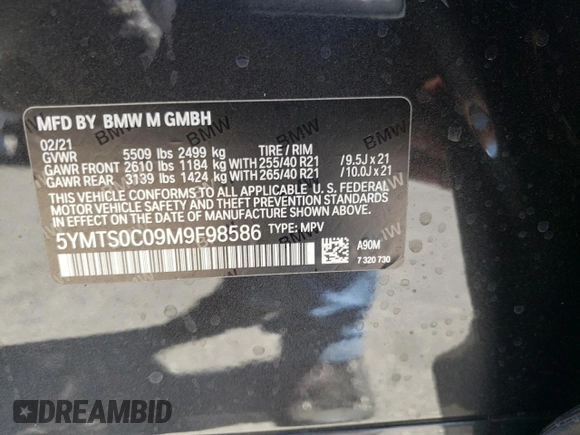 MFD BY BMW M GMBH
02/21
GVWR 5509 lbs 2499 kg TIRE / RIM
GAWR FRONT 2610 lbs 1184 kg WITH 255/40 R21 /9.5J x 21
GAWR REAR 3139 lbs 1424 kg WITH 265/40 R21 /10.0J x 21
THIS VEHICLE CONFORMS TO ALL APPLICABLE U. S. FEDERAL
MOTOR VEHICLE SAFETY AND THEFT PREVENTION
STANDARDS IN EFFECT ON THE DATE OF MANUFACTURE SHOWN ABOVE.
5YMTS0C09M9F98586 TYPE: MPV
A90M
7 320 730
DREAMBID